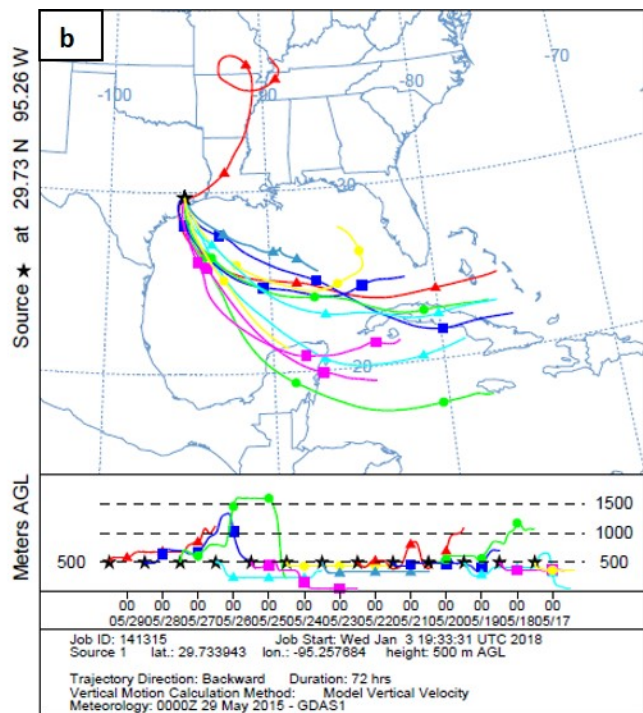 b
-100
-90
-80
-70
-30
-20
Source ★ at 29.73 N 95.26 W
Meters AGL
1500
1000
500
500
00 00 00 00 00 00 00 00 00 00 00 00 00
05/29 05/28 05/27 05/26 05/25 05/24 05/23 05/22 05/21 05/20 05/19 05/18 05/17
Job ID: 141315 Job Start: Wed Jan 3 19:33:31 UTC 2018
Source 1 lat.: 29.733943 lon.: -95.257684 height: 500 m AGL
Trajectory Direction: Backward Duration: 72 hrs
Vertical Motion Calculation Method: Model Vertical Velocity
Meteorology: 0000Z 29 May 2015 - GDAS1